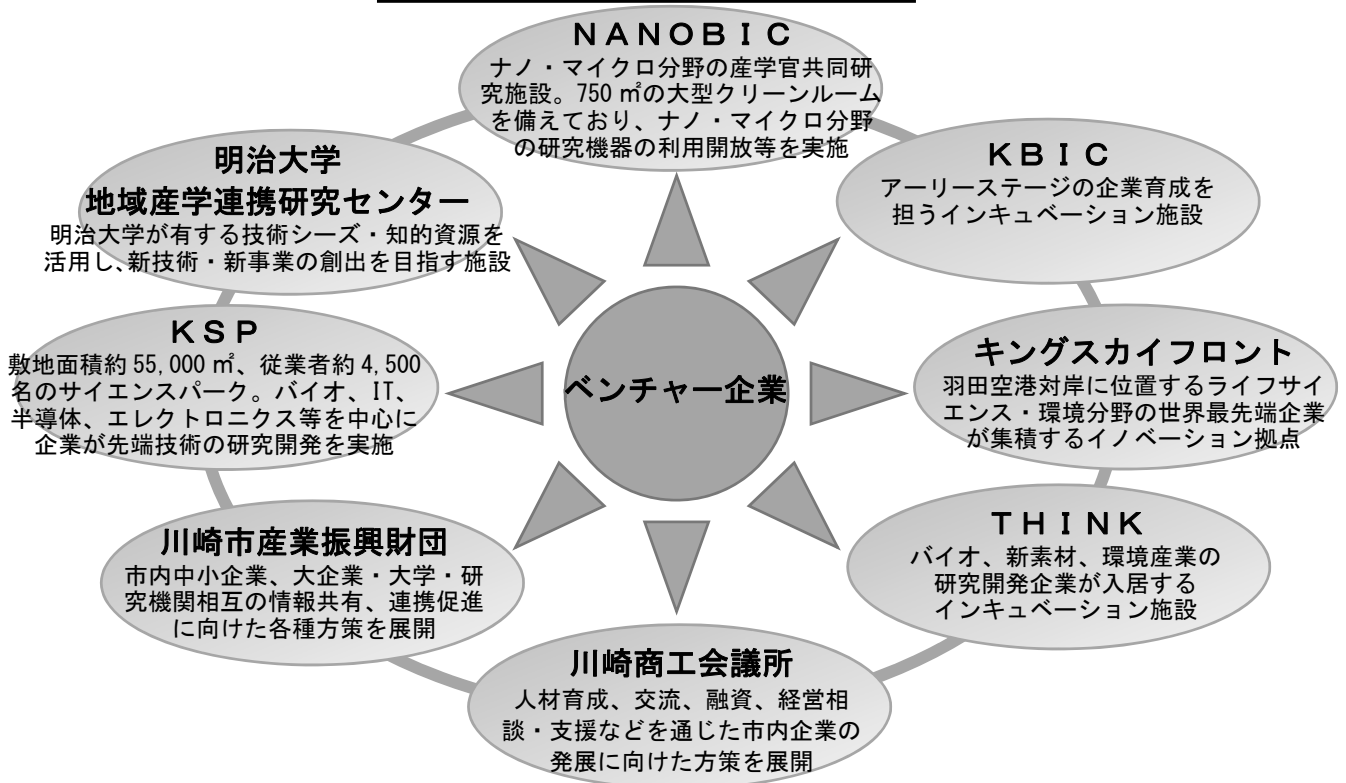 ＮＡＮＯＢＩＣ
ナノ・マイクロ分野の産学官共同研
究施設。750 ㎡の大型クリーンルーム
を備えており、ナノ・マイクロ分野
の研究機器の利用開放等を実施
ＫＢＩＣ
アーリーステージの企業育成を
担うインキュベーション施設
明治大学
地域産学連携研究センター
明治大学が有する技術シーズ・知的資源を
活用し、新技術・新事業の創出を目指す施設
ＫＳＰ
敷地面積約 55,000 ㎡、従業者約 4,500
名のサイエンスパーク。バイオ、IT、
半導体、エレクトロニクス等を中心に
企業が先端技術の研究開発を実施
ベンチャー企業
キングスカイフロント
羽田空港対岸に位置するライフサイ
エンス・環境分野の世界最先端企業
が集積するイノベーション拠点
川崎市産業振興財団
市内中小企業、大企業・大学・研
究機関相互の情報共有、連携促進
に向けた各種方策を展開
ＴＨＩＮＫ
バイオ、新素材、環境産業の
研究開発企業が入居する
インキュベーション施設
川崎商工会議所
人材育成、交流、融資、経営相
談・支援などを通じた市内企業の
発展に向けた方策を展開